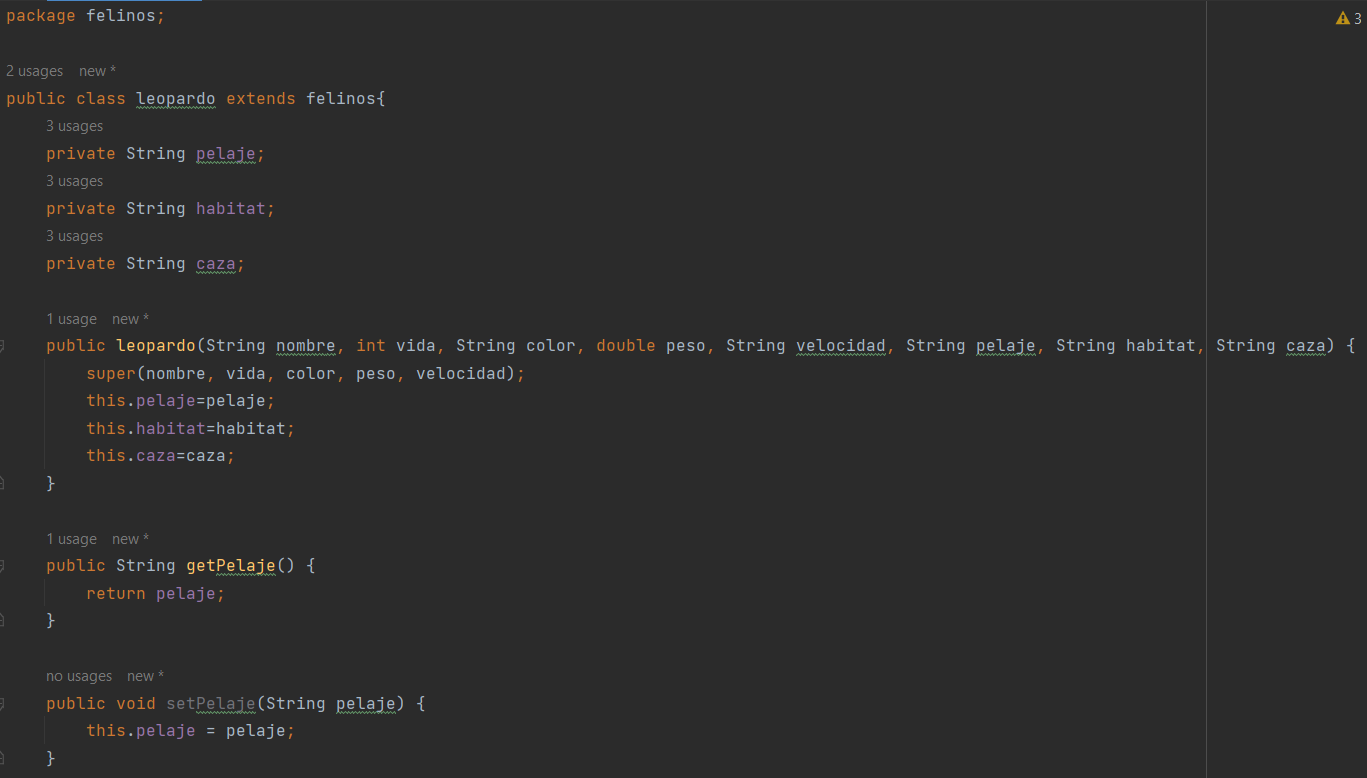 package felinos;
3
2 usages new *
public class leopardo extends felinos{
3 usages
private String pelaje;
3 usages
private String habitat;
3 usages
private String caza;
1 usage new *
public leopardo(String nombre, int vida, String color, double peso, String velocidad, String pelaje, String habitat, String caza) {
super(nombre, vida, color, peso, velocidad);
this.pelaje=pelaje;
this.habitat=habitat;
this.caza=caza;
}
1 usage new *
public String getPelaje() {
return pelaje;
}
no usages new *
public void setPelaje(String pelaje) {
this.pelaje = pelaje;
}